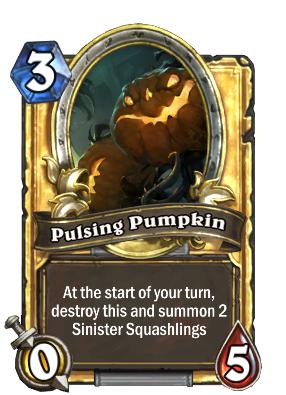 3
Pulsing Pumpkin
At the start of your turn,
destroy this and summon 2
Sinister Squashlings
0
5